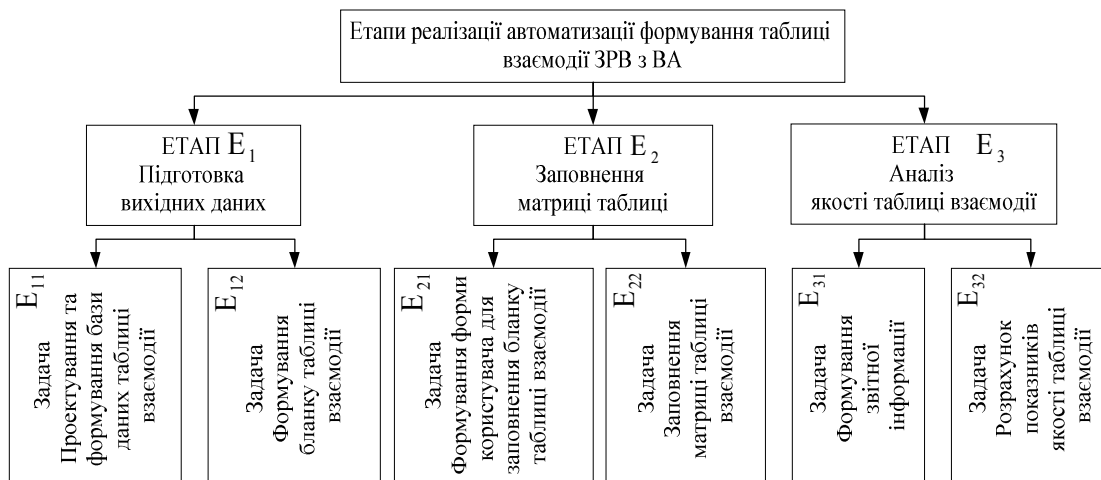 Етапи реалізації автоматизації формування таблиці
взаємодії ЗРВ з ВА
ЕТАП E1
Підготовка
вихідних даних
ЕТАП E2
Заповнення
матриці таблиці
ЕТАП E3
Аналіз
якості таблиці взаємодії
E11
Задача
Проектування та
формування бази
даних таблиці
взаємодії
E12
Задача
Формування
бланку таблиці
взаємодії
E21
Задача
Формування форми
користувача для
заповнення бланку
таблиці взаємодії
E22
Задача
Заповнення
матриці таблиці
взаємодії
E31
Задача
Формування
звітної
інформації
E32
Задача
Розрахунок
показників
якості таблиці
взаємодії